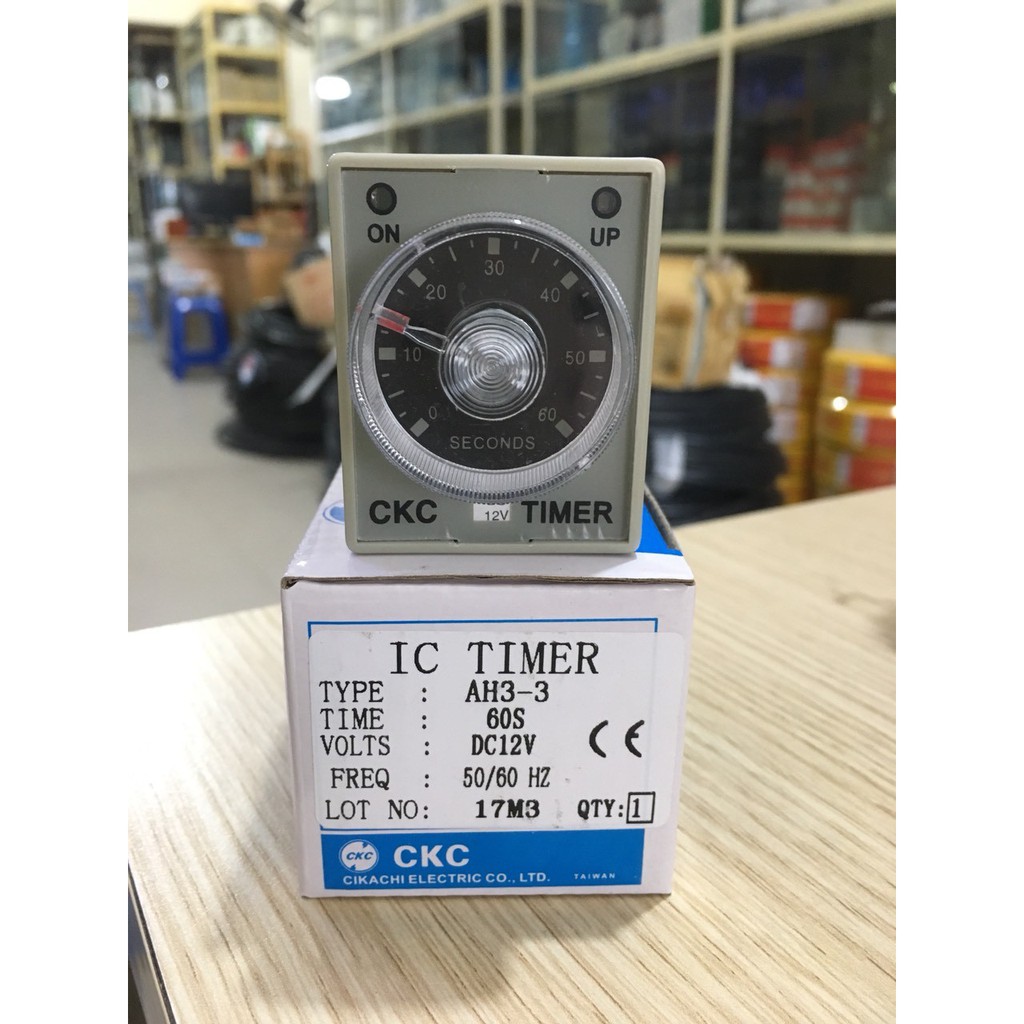 ON UP
30
20 40
10 50
0 60
SECONDS
CKC 12V TIMER
IC TIMER
TYPE : AH3-3
TIME : 60S
VOLTS : DC12V
CE
FREQ : 50/60 HZ
LOT NO: 17M3 QTY:1
CKC CKC
CIKACHI ELECTRIC CO., LTD. TAIWAN